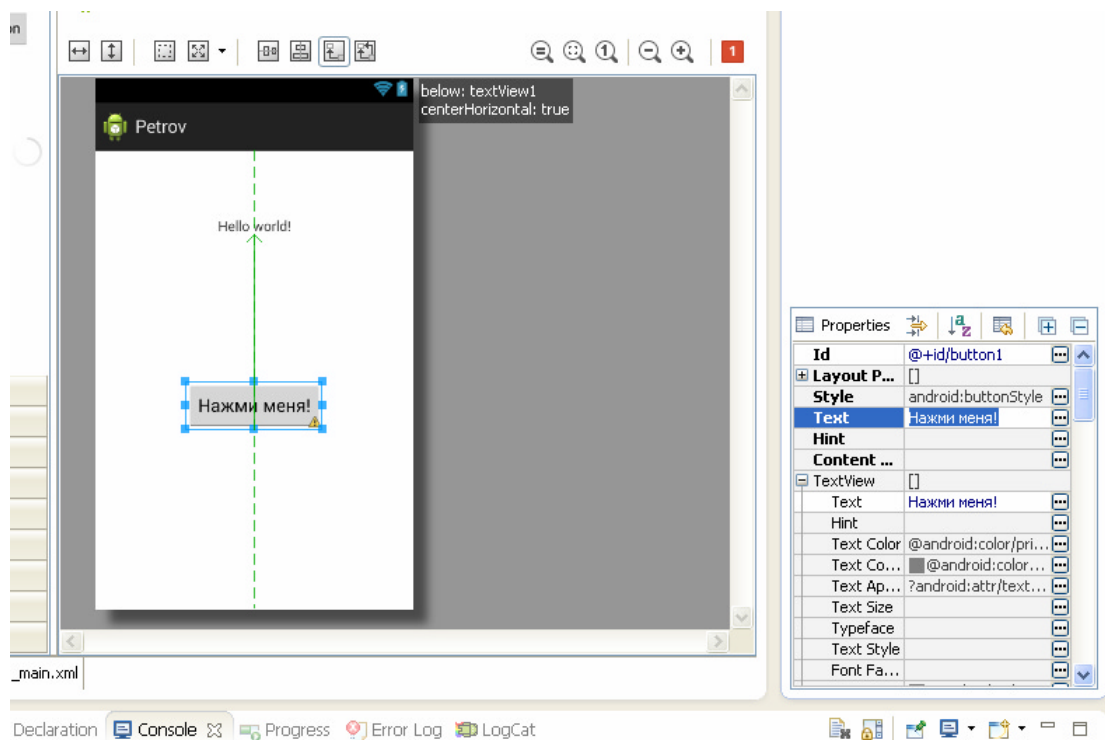 on
1
below: textView1
centerHorizontal: true
Petrov
Hello world!
Нажми меня!
Properties
Id @+id/button1
Layout P... []
Style android:buttonStyle
Text Нажми меня!
Hint
Content ...
TextView []
Text Нажми меня!
Hint
Text Color @android:color/pri...
Text Co... @android:color...
Text Ap... ?android:attr/text...
Text Size
Typeface
Text Style
Font Fa...
_main.xml
Declaration Console Progress Error Log LogCat